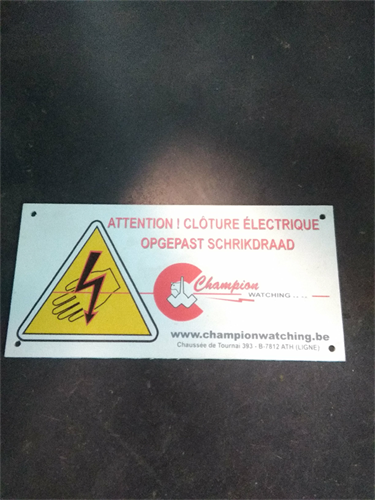 ATTENTION ! CLÔTURE ÉLECTRIQUE
OPGEPAST SCHRIKDRAAD
Champion
WATCHING
www.championwatching.be
Chaussée de Tournai 393 - B-7812 ATH (LIGNE)